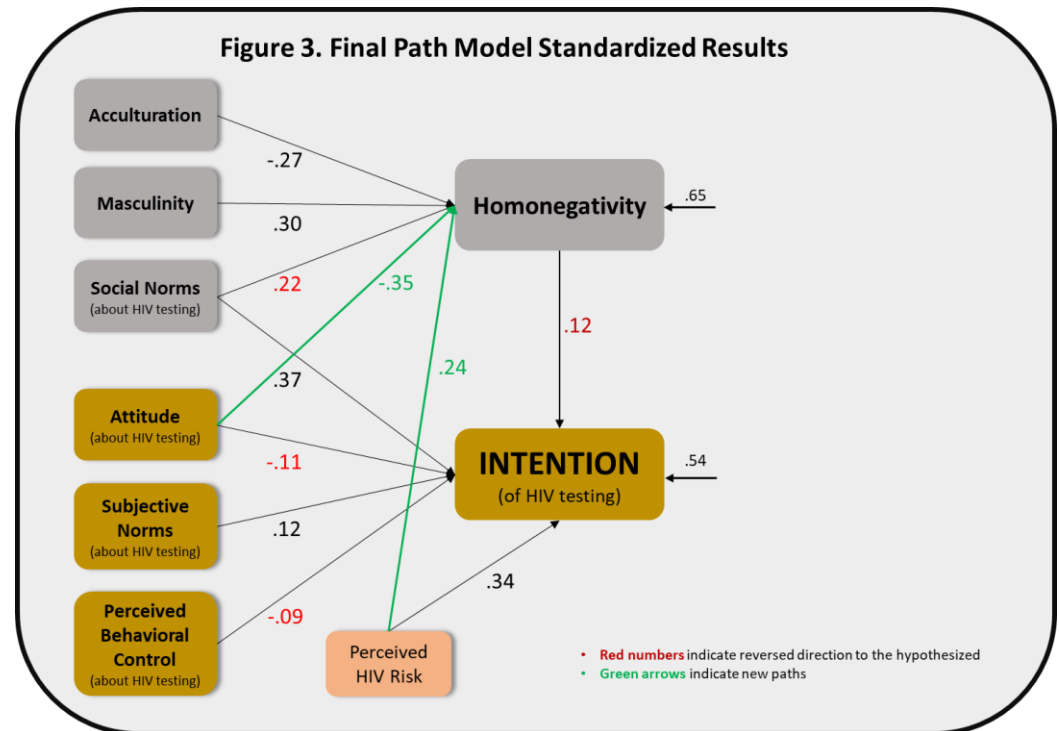 Figure 3. Final Path Model Standardized Results
Acculturation
-.27
Masculinity
.30
Homonegativity
.65
Social Norms
(about HIV testing)
.22
-.35
.12
.24
.37
Attitude
(about HIV testing)
-.11
INTENTION
(of HIV testing)
.54
Subjective
Norms
(about HIV testing)
.12
.34
-.09
Perceived
Behavioral
Control
(about HIV testing)
Perceived
HIV Risk
• Red numbers indicate reversed direction to the hypothesized
• Green arrows indicate new paths